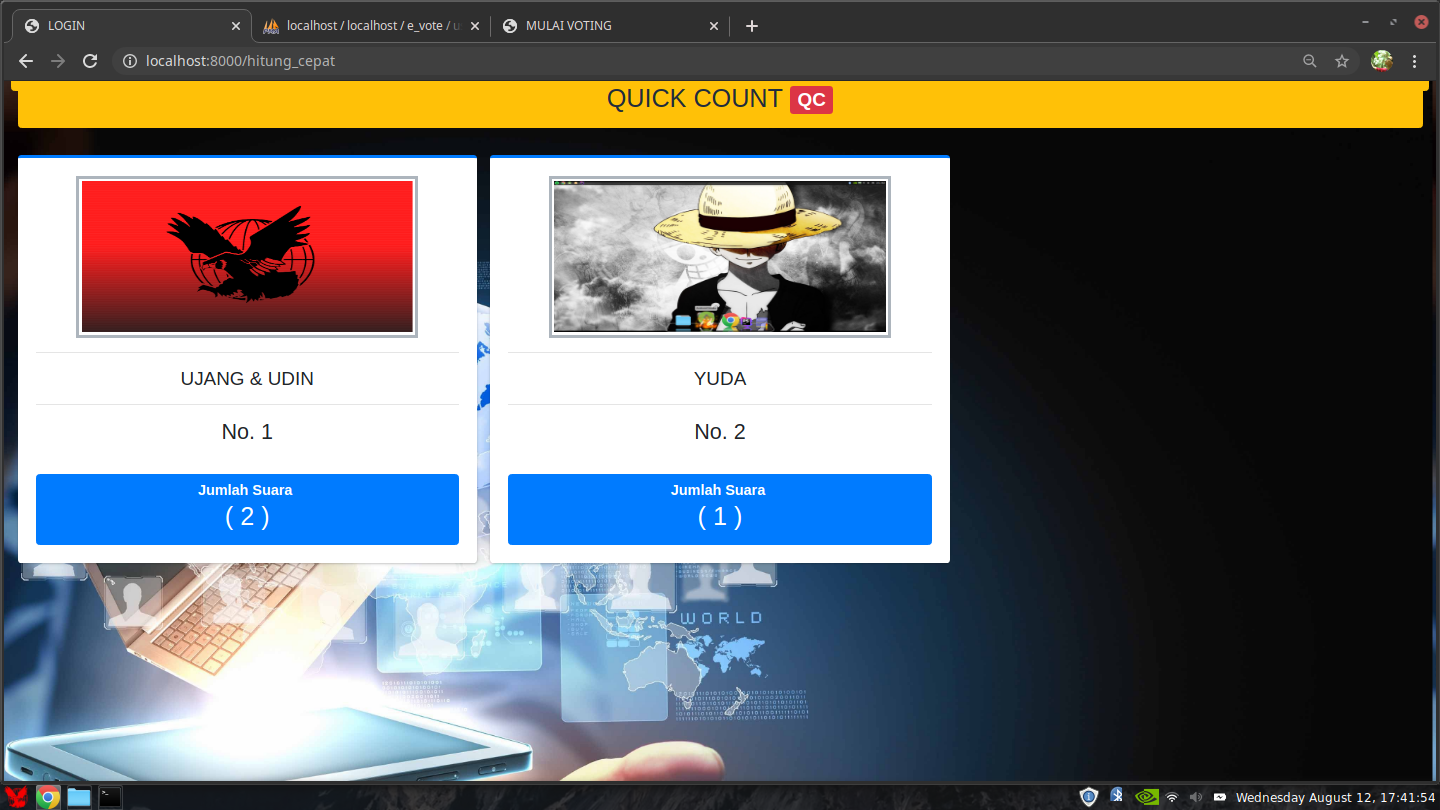 LOGIN
localhost / localhost / e_vote / u
MULAI VOTING
localhost:8000/hitung_cepat
QUICK COUNT QC
UJANG & UDIN
No. 1
Jumlah Suara
( 2 )
YUDA
No. 2
Jumlah Suara
( 1 )
WORLD
Wednesday August 12, 17:41:54